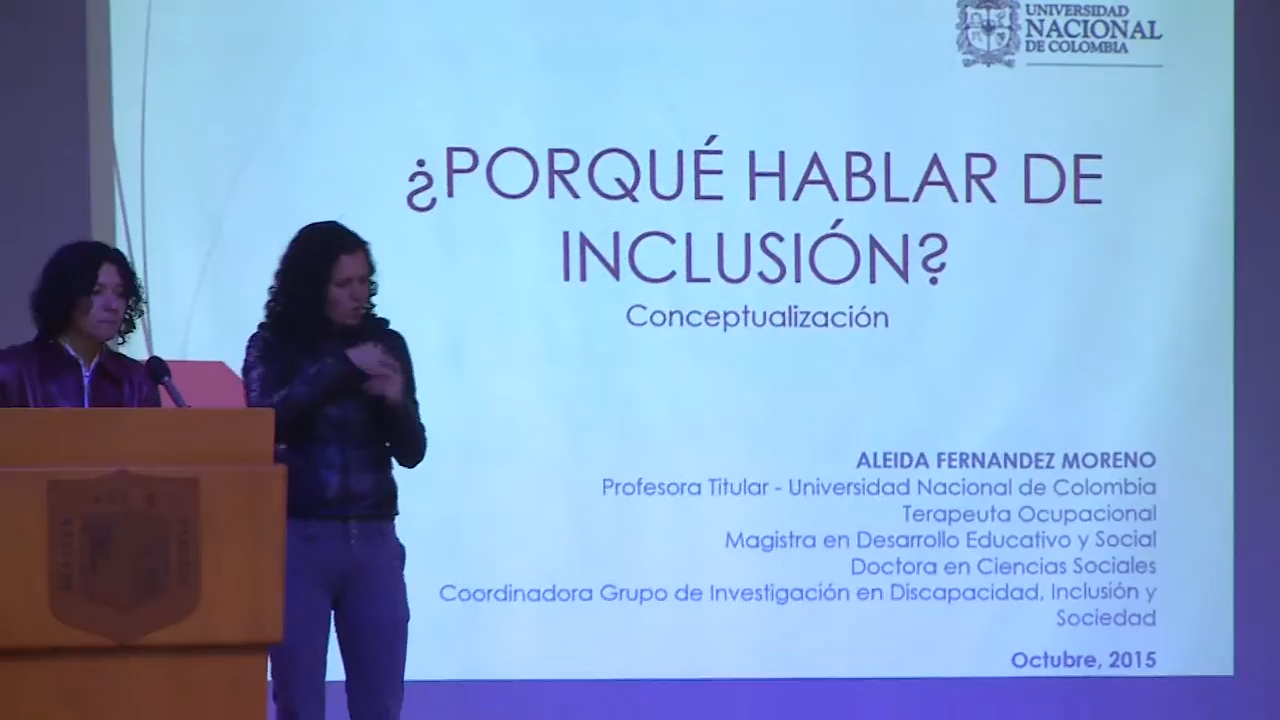 UNIVERSIDAD
NACIONAL
DE COLOMBIA
¿PORQUÉ HABLAR DE
INCLUSIÓN?
Conceptualización
ALEIDA FERNANDEZ MORENO
Profesora Titular - Universidad Nacional de Colombia
Terapeuta Ocupacional
Magistra en Desarrollo Educativo y Social
Doctora en Ciencias Sociales
Coordinadora Grupo de Investigación en Discapacidad, Inclusión y
Sociedad
Octubre, 2015